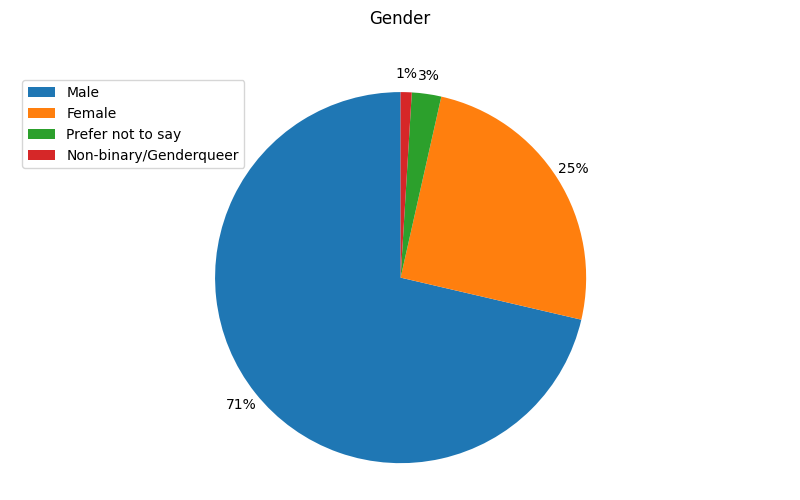 Gender
Male
Female
Prefer not to say
Non-binary/Genderqueer
1%
3%
25%
71%